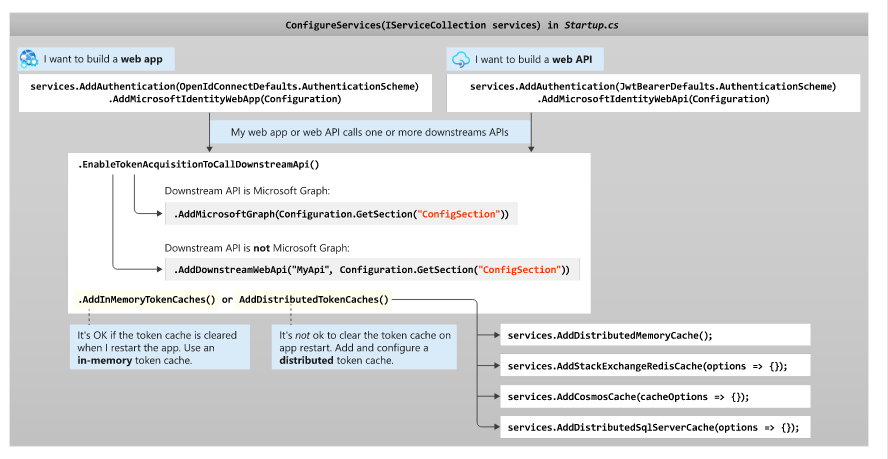 ConfigureServices(IServiceCollection services) in Startup.cs
I want to build a web app
I want to build a web API
services.AddAuthentication(OpenIdConnectDefaults.AuthenticationScheme)
.AddMicrosoftIdentityWebApp(Configuration)
services.AddAuthentication(JwtBearerDefaults.AuthenticationScheme)
.AddMicrosoftIdentityWebApi(Configuration)
My web app or web API calls one or more downstreams APIs
.EnableTokenAcquisitionToCallDownstreamApi()
Downstream API is Microsoft Graph:
.AddMicrosoftGraph(Configuration.GetSection("ConfigSection"))
Downstream API is not Microsoft Graph:
.AddDownstreamWebApi("MyApi", Configuration.GetSection("ConfigSection"))
.AddInMemoryTokenCaches() or AddDistributedTokenCaches()
It's OK if the token cache is cleared
when I restart the app. Use an
in-memory token cache.
It's not ok to clear the token cache on
app restart. Add and configure a
distributed token cache.
services.AddDistributedMemoryCache();
services.AddStackExchangeRedisCache(options => {});
services.AddCosmosCache(cacheOptions => {});
services.AddDistributedSqlServerCache(options => {});